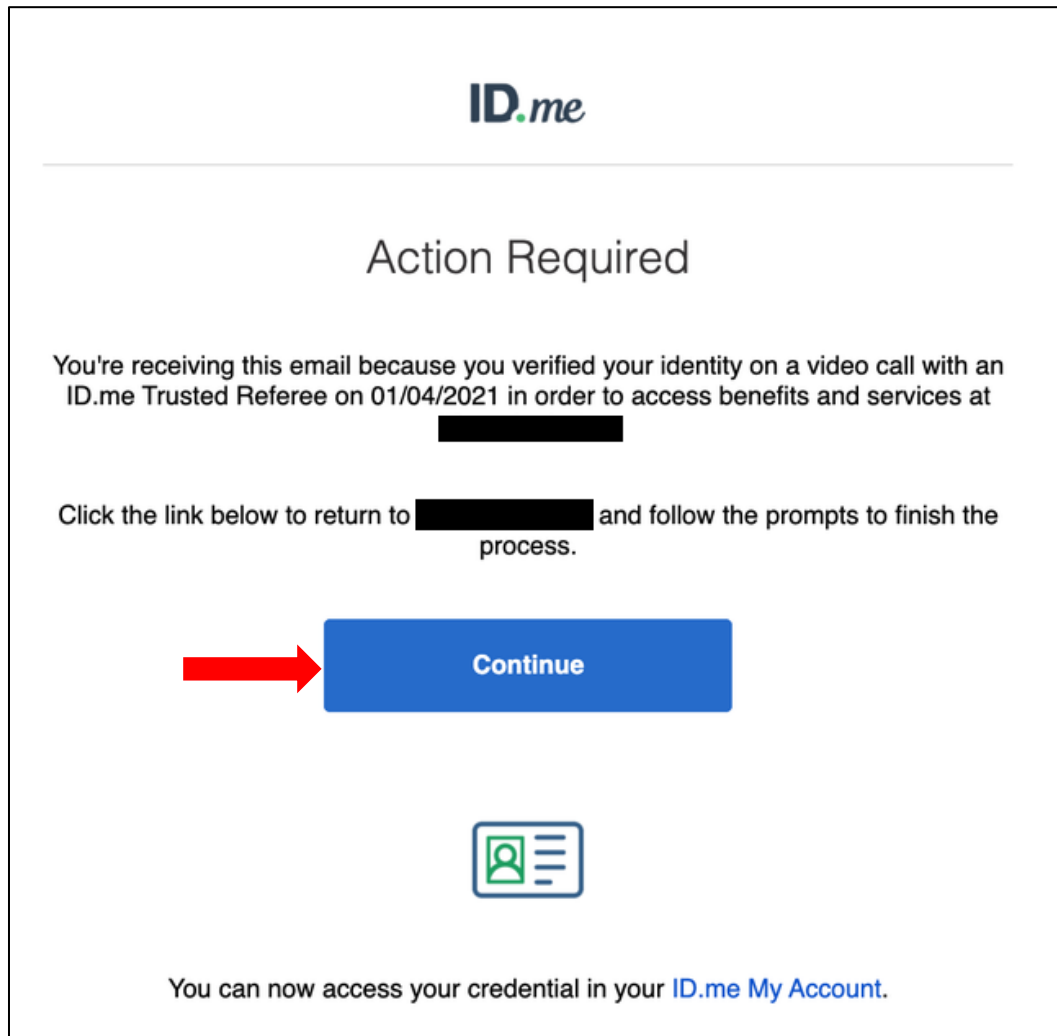 ID.me
Action Required
You're receiving this email because you verified your identity on a video call with an
ID.me Trusted Referee on 01/04/2021 in order to access benefits and services at
Click the link below to return to and follow the prompts to finish the
process.
Continue
You can now access your credential in your ID.me My Account.